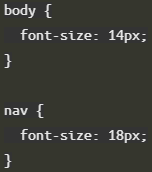 body {
  font-size: 14px;
}

nav {
  font-size: 18px;
}